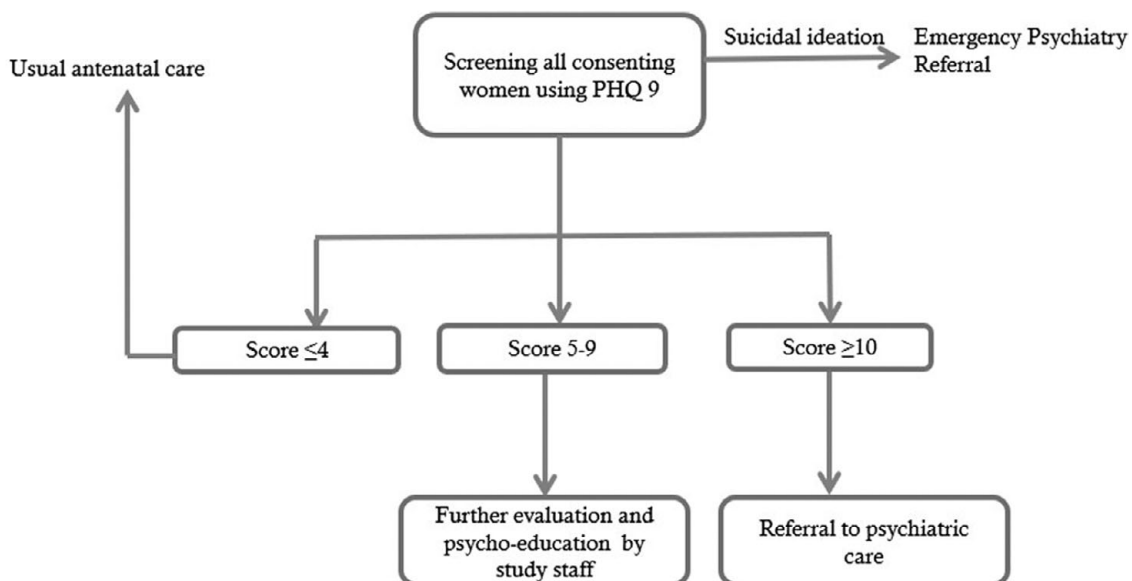 Usual antenatal care
Screening all consenting
women using PHQ 9
Suicidal ideation
Emergency Psychiatry
Referral
Score ≤4
Score 5-9
Score ≥10
Further evaluation and
psycho-education by
study staff
Referral to psychiatric
care